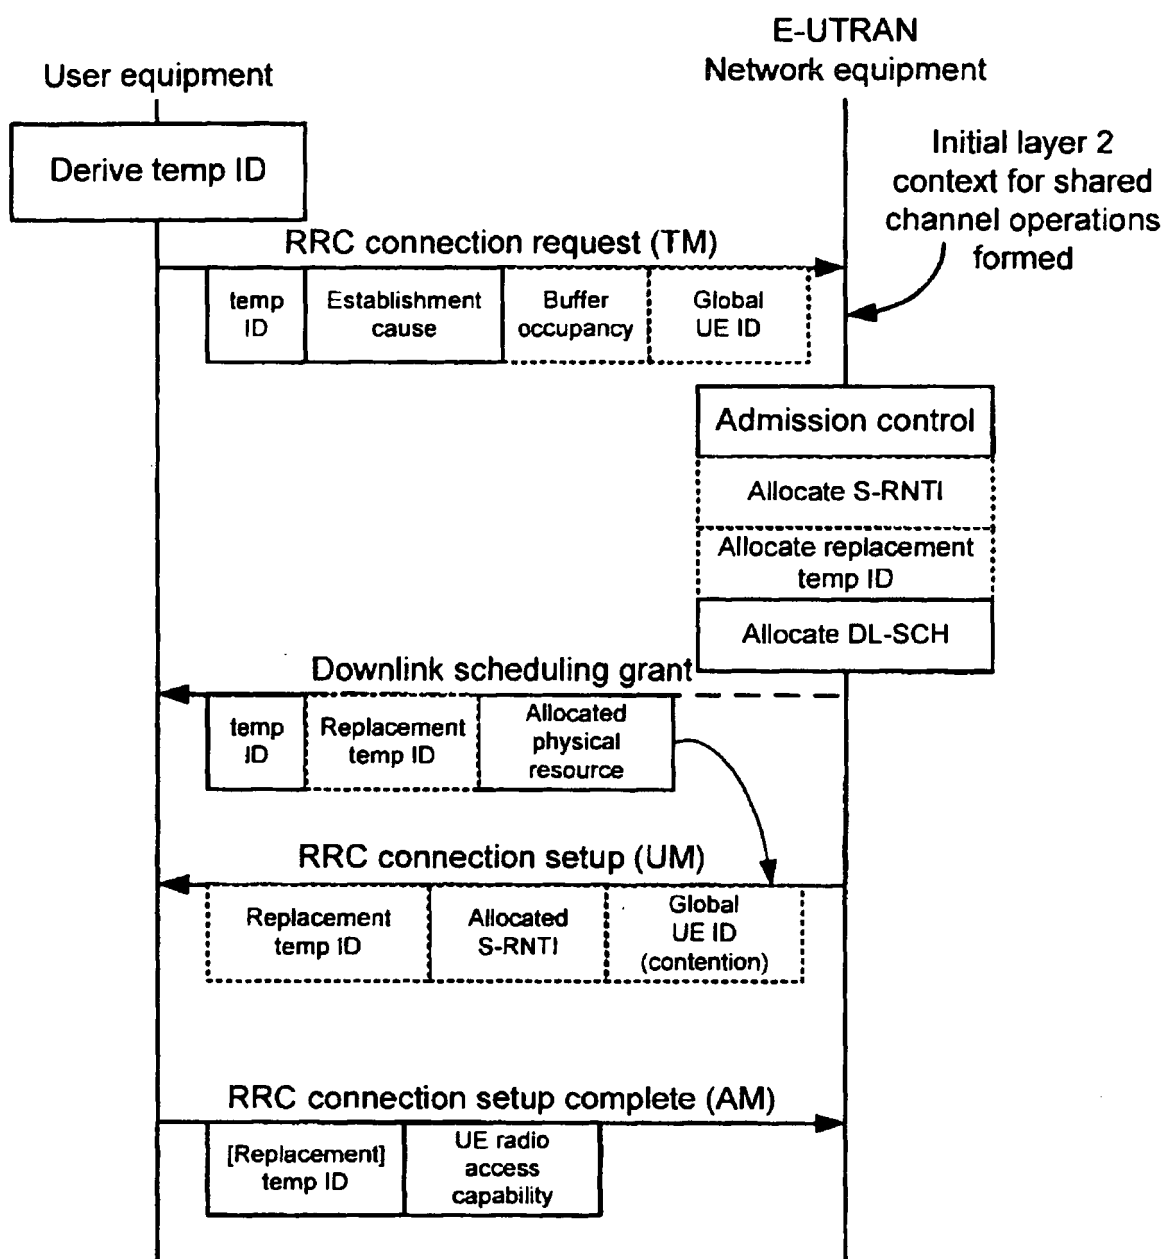 E-UTRAN
Network equipment
User equipment
Derive temp ID
Initial layer 2
context for shared
channel operations
formed
RRC connection request (TM)
temp
ID
Establishment
cause
Buffer
occupancy
Global
UE ID
Admission control
Allocate S-RNTI
Allocate replacement
temp ID
Allocate DL-SCH
Downlink scheduling grant
temp
ID
Replacement
temp ID
Allocated
physical
resource
RRC connection setup (UM)
Replacement
temp ID
Allocated
S-RNTI
Global
UE ID
(contention)
RRC connection setup complete (AM)
[Replacement]
temp ID
UE radio
access
capability